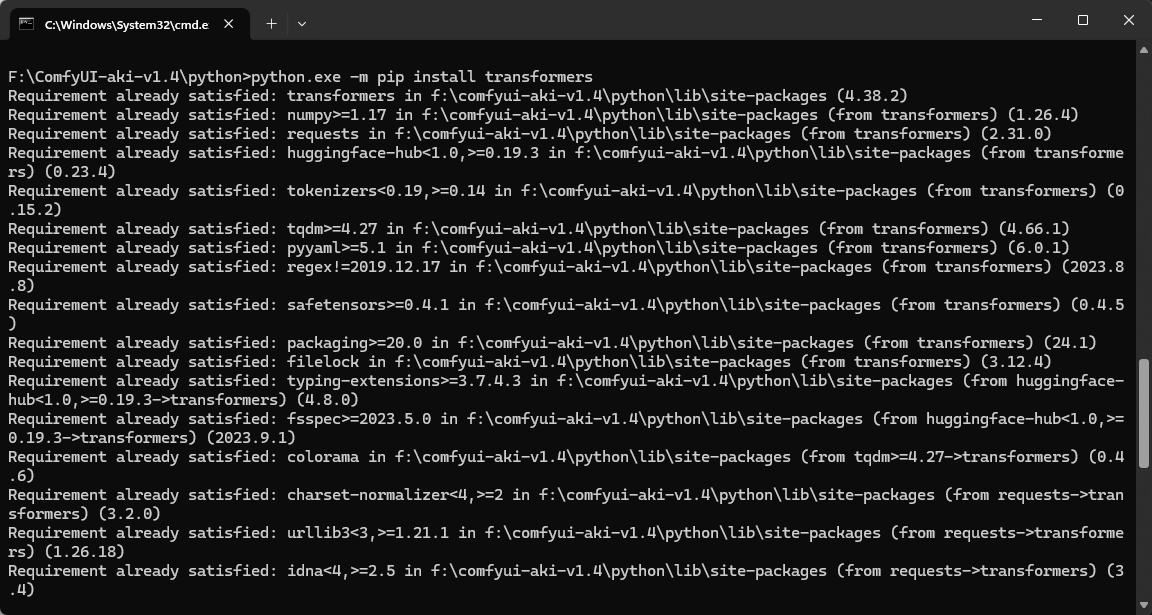 C:\Windows\System32\cmd.e
F:\ComfyUI-aki-v1.4\python>python.exe -m pip install transformers
Requirement already satisfied: transformers in f:\comfyui-aki-v1.4\python\lib\site-packages (4.38.2)
Requirement already satisfied: numpy>=1.17 in f:\comfyui-aki-v1.4\python\lib\site-packages (from transformers) (1.26.4)
Requirement already satisfied: requests in f:\comfyui-aki-v1.4\python\lib\site-packages (from transformers) (2.31.0)
Requirement already satisfied: huggingface-hub<1.0,>=0.19.3 in f:\comfyui-aki-v1.4\python\lib\site-packages (from transforme
rs) (0.23.4)
Requirement already satisfied: tokenizers<0.19,>=0.14 in f:\comfyui-aki-v1.4\python\lib\site-packages (from transformers) (0
.15.2)
Requirement already satisfied: tqdm>=4.27 in f:\comfyui-aki-v1.4\python\lib\site-packages (from transformers) (4.66.1)
Requirement already satisfied: pyyaml>=5.1 in f:\comfyui-aki-v1.4\python\lib\site-packages (from transformers) (6.0.1)
Requirement already satisfied: regex!=2019.12.17 in f:\comfyui-aki-v1.4\python\lib\site-packages (from transformers) (2023.8
.8)
Requirement already satisfied: safetensors>=0.4.1 in f:\comfyui-aki-v1.4\python\lib\site-packages (from transformers) (0.4.5
)
Requirement already satisfied: packaging>=20.0 in f:\comfyui-aki-v1.4\python\lib\site-packages (from transformers) (24.1)
Requirement already satisfied: filelock in f:\comfyui-aki-v1.4\python\lib\site-packages (from transformers) (3.12.4)
Requirement already satisfied: typing-extensions>=3.7.4.3 in f:\comfyui-aki-v1.4\python\lib\site-packages (from huggingface-
hub<1.0,>=0.19.3->transformers) (4.8.0)
Requirement already satisfied: fsspec>=2023.5.0 in f:\comfyui-aki-v1.4\python\lib\site-packages (from huggingface-hub<1.0,>=
0.19.3->transformers) (2023.9.1)
Requirement already satisfied: colorama in f:\comfyui-aki-v1.4\python\lib\site-packages (from tqdm>=4.27->transformers) (0.4
.6)
Requirement already satisfied: charset-normalizer<4,>=2 in f:\comfyui-aki-v1.4\python\lib\site-packages (from requests->tran
sformers) (3.2.0)
Requirement already satisfied: urllib3<3,>=1.21.1 in f:\comfyui-aki-v1.4\python\lib\site-packages (from requests->transforme
rs) (1.26.18)
Requirement already satisfied: idna<4,>=2.5 in f:\comfyui-aki-v1.4\python\lib\site-packages (from requests->transformers) (3
.4)